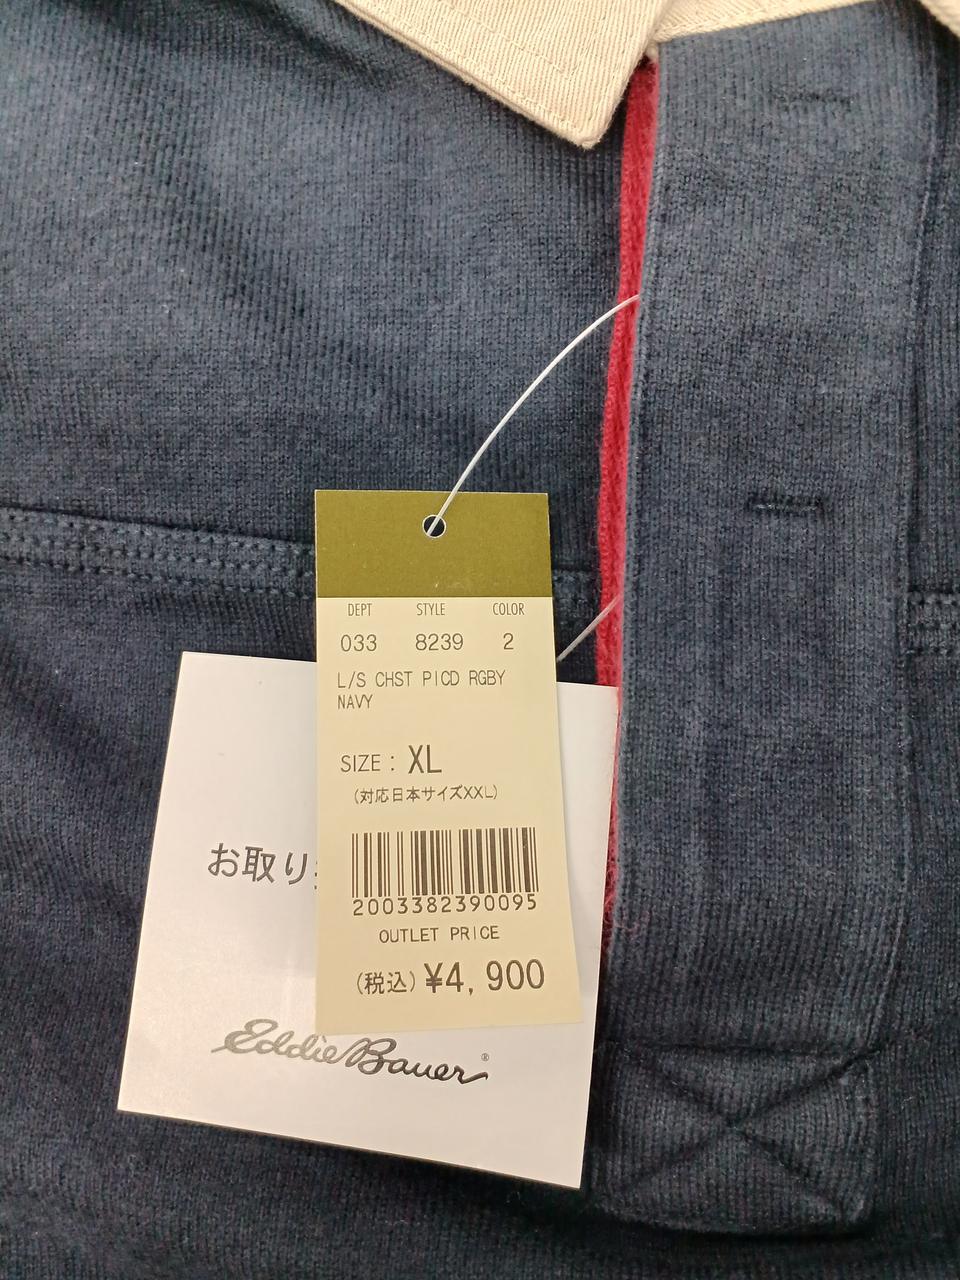 DEPT STYLE COLOR
033 8239 2
L/S CHST PICD RGBY
NAVY
SIZE : XL
(対応日本サイズXXL)
2003382390095
OUTLET PRICE
(税込) ¥4,900
お取り
Eddie Bauer®